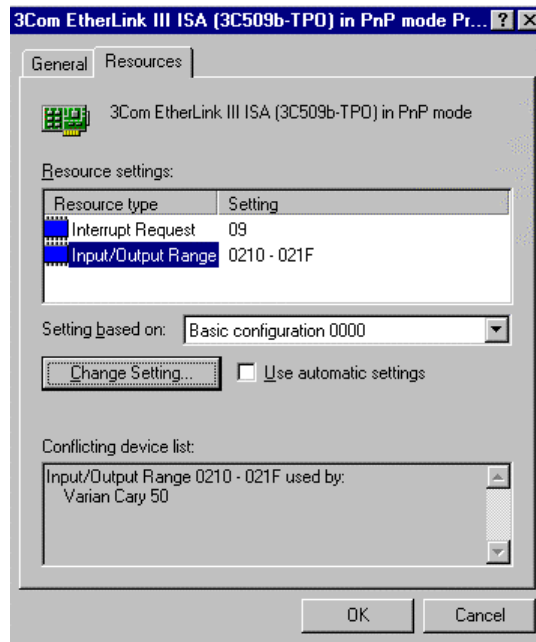 3Com EtherLink III ISA (3C509b-TPO) in PnP mode Pr...
General Resources
3Com EtherLink III ISA (3C509b-TPO) in PnP mode
Resource settings:
Resource type Setting
Interrupt Request 09
Input/Output Range 0210 - 021F
Setting based on: Basic configuration 0000
Change Setting... Use automatic settings
Conflicting device list:
Input/Output Range 0210 - 021F used by:
Varian Cary 50
OK Cancel